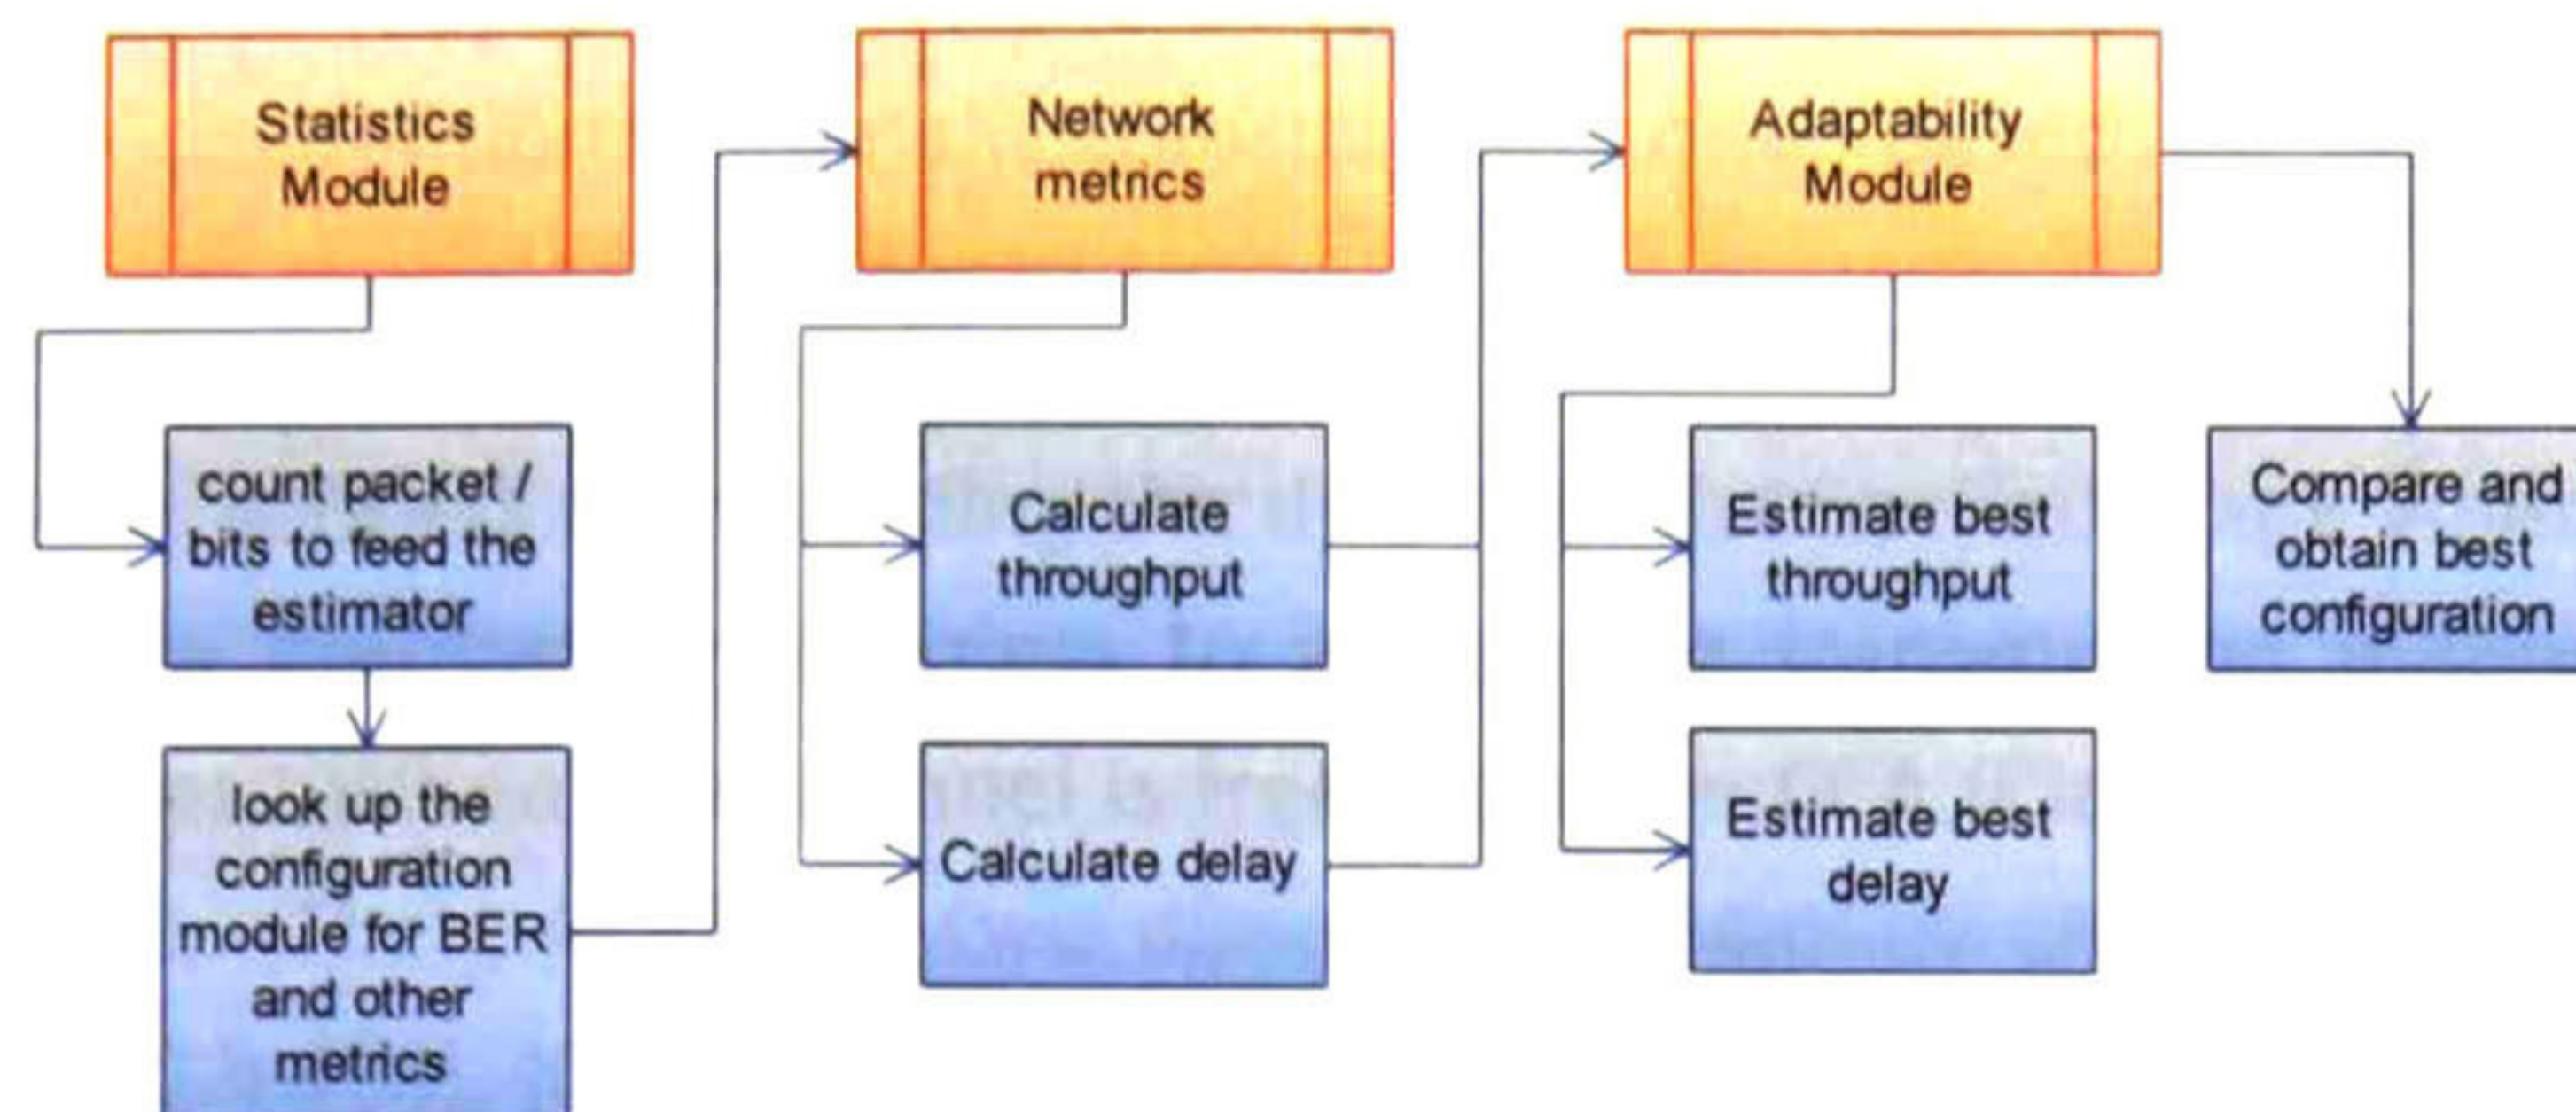 Statistics
Module
Network
metrics
Adaptability
Module
count packet /
bits to feed the
estimator
Calculate
throughput
Estimate best
throughput
Compare and
obtain best
configuration
look up the
configuration
module for BER
and other
metrics
Calculate delay
Estimate best
delay